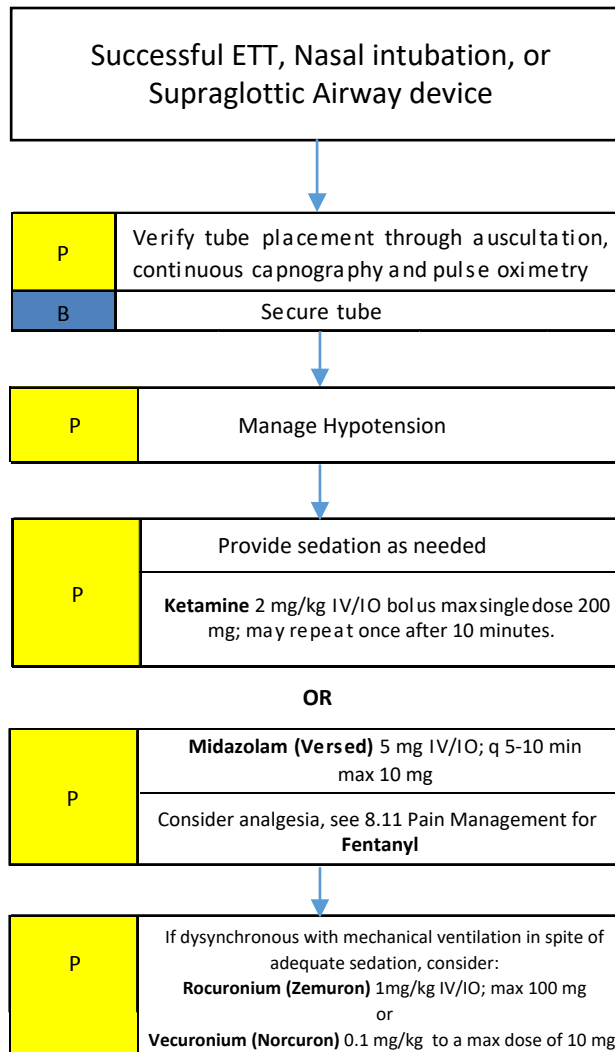 Successful ETT, Nasal intubation, or
Supraglottic Airway device
P
Verify tube placement through auscultation,
continuous capnography and pulse oximetry
B
Secure tube
P
Manage Hypotension
P
Provide sedation as needed
Ketamine 2 mg/kg IV/IO bolus max single dose 200
mg; may repeat once after 10 minutes.
OR
P
Midazolam (Versed) 5 mg IV/IO; q 5-10 min
max 10 mg
Consider analgesia, see 8.11 Pain Management for
Fentanyl
P
If dysynchronous with mechanical ventilation in spite of
adequate sedation, consider:
Rocuronium (Zemuron) 1mg/kg IV/IO; max 100 mg
or
Vecuronium (Norcuron) 0.1 mg/kg to a max dose of 10 mg